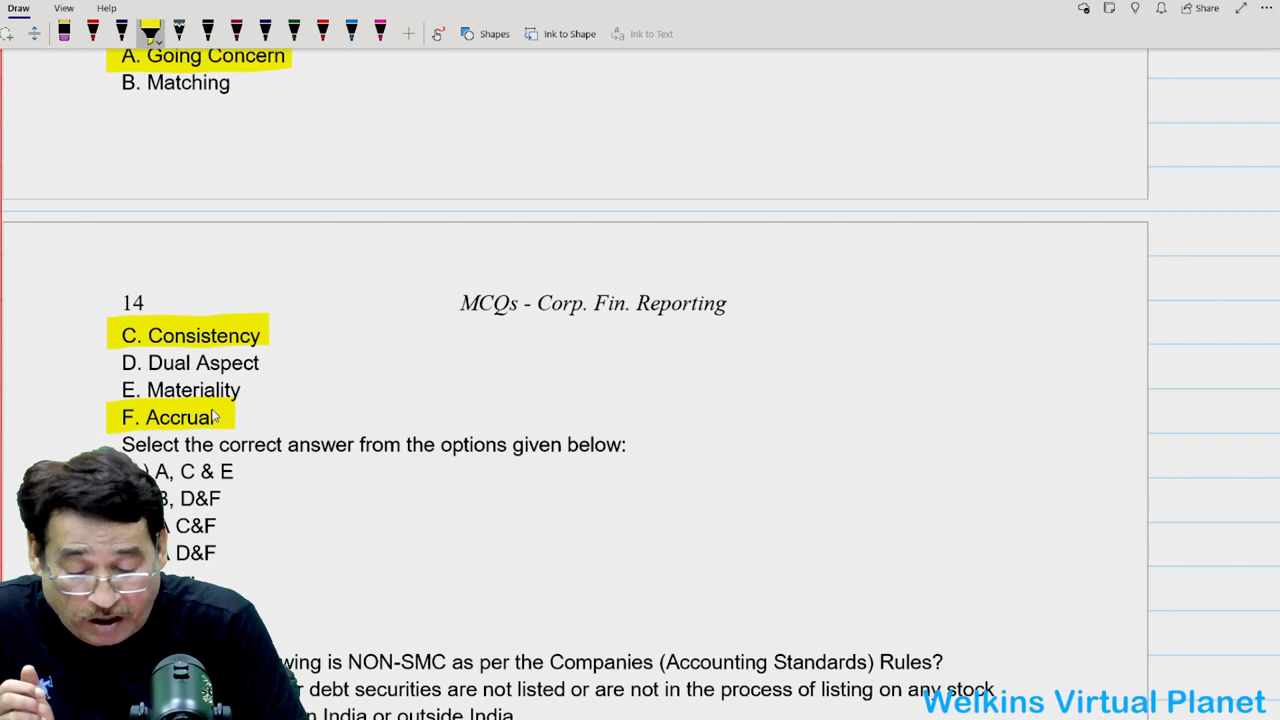 Draw View Help
Share
Shapes Ink to Shape Ink to Text
A. Going Concern
B. Matching
14 MCQs - Corp. Fin. Reporting
C. Consistency
D. Dual Aspect
E. Materiality
F. Accrual
Select the correct answer from the options given below:
) A, C & E
, D&F
C&F
D&F
wing is NON-SMC as per the Companies (Accounting Standards) Rules?
r debt securities are not listed or are not in the process of listing on any stock
n India or outside India.
Welkins Virtual Planet